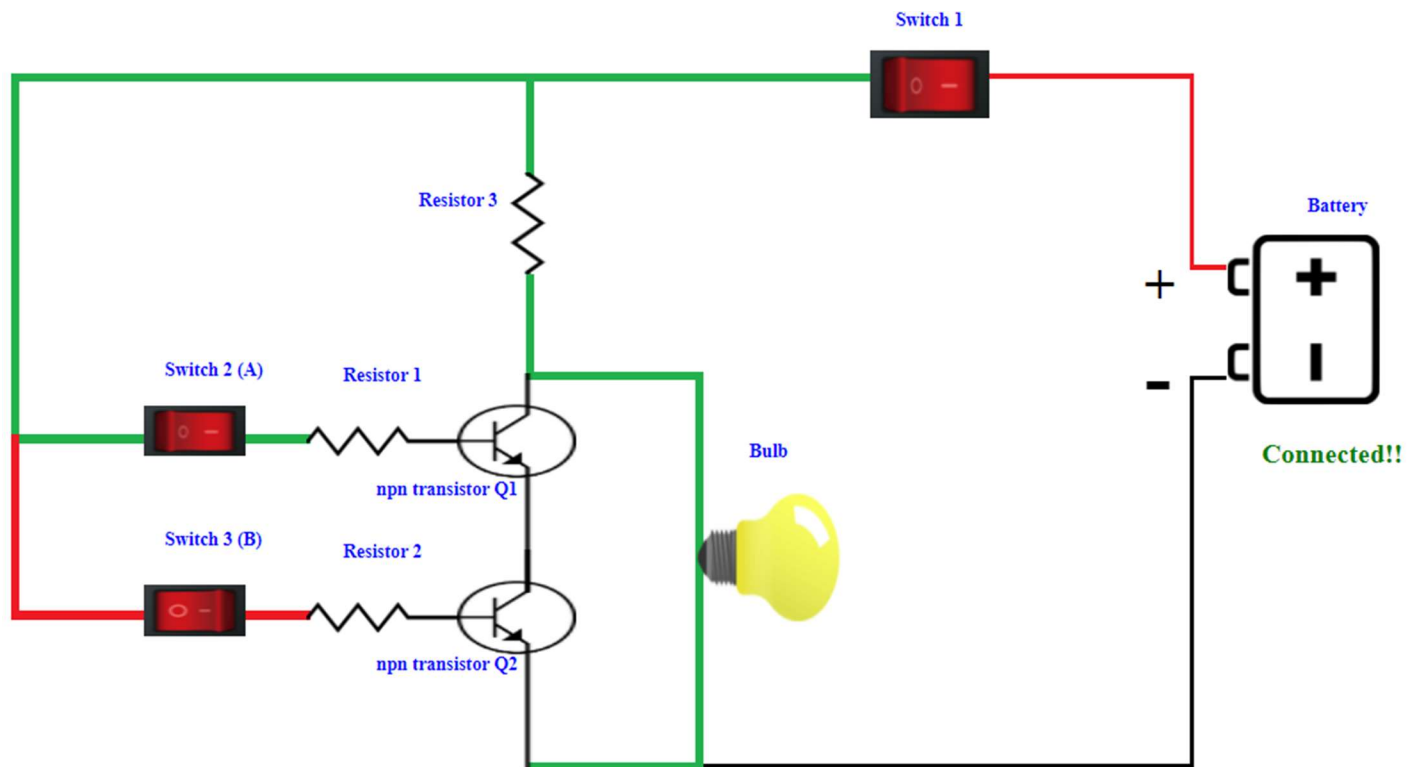 Switch 1
Resistor 3
Battery
+
+
-
-
Switch 2 (A)
Resistor 1
Bulb
Connected!!
npn transistor Q1
Switch 3 (B)
Resistor 2
npn transistor Q2